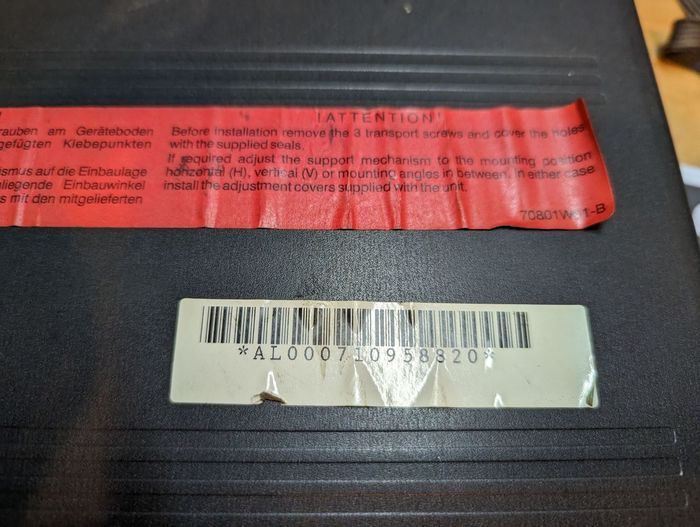 !
!ATTENTION!
rauben am Geräteboden
gefügten Klebepunkten
ismus auf die Einbaulage
liegende Einbauwinkel
s mit den mitgelieferten
Before installation remove the 3 transport screws and cover the holes
with the supplied seals.
If required adjust the support mechanism to the mounting position
horizontal (H), vertical (V) or mounting angles in between. In either case
install the adjustment covers supplied with the unit.
70801W91-B
*AL000710958820*